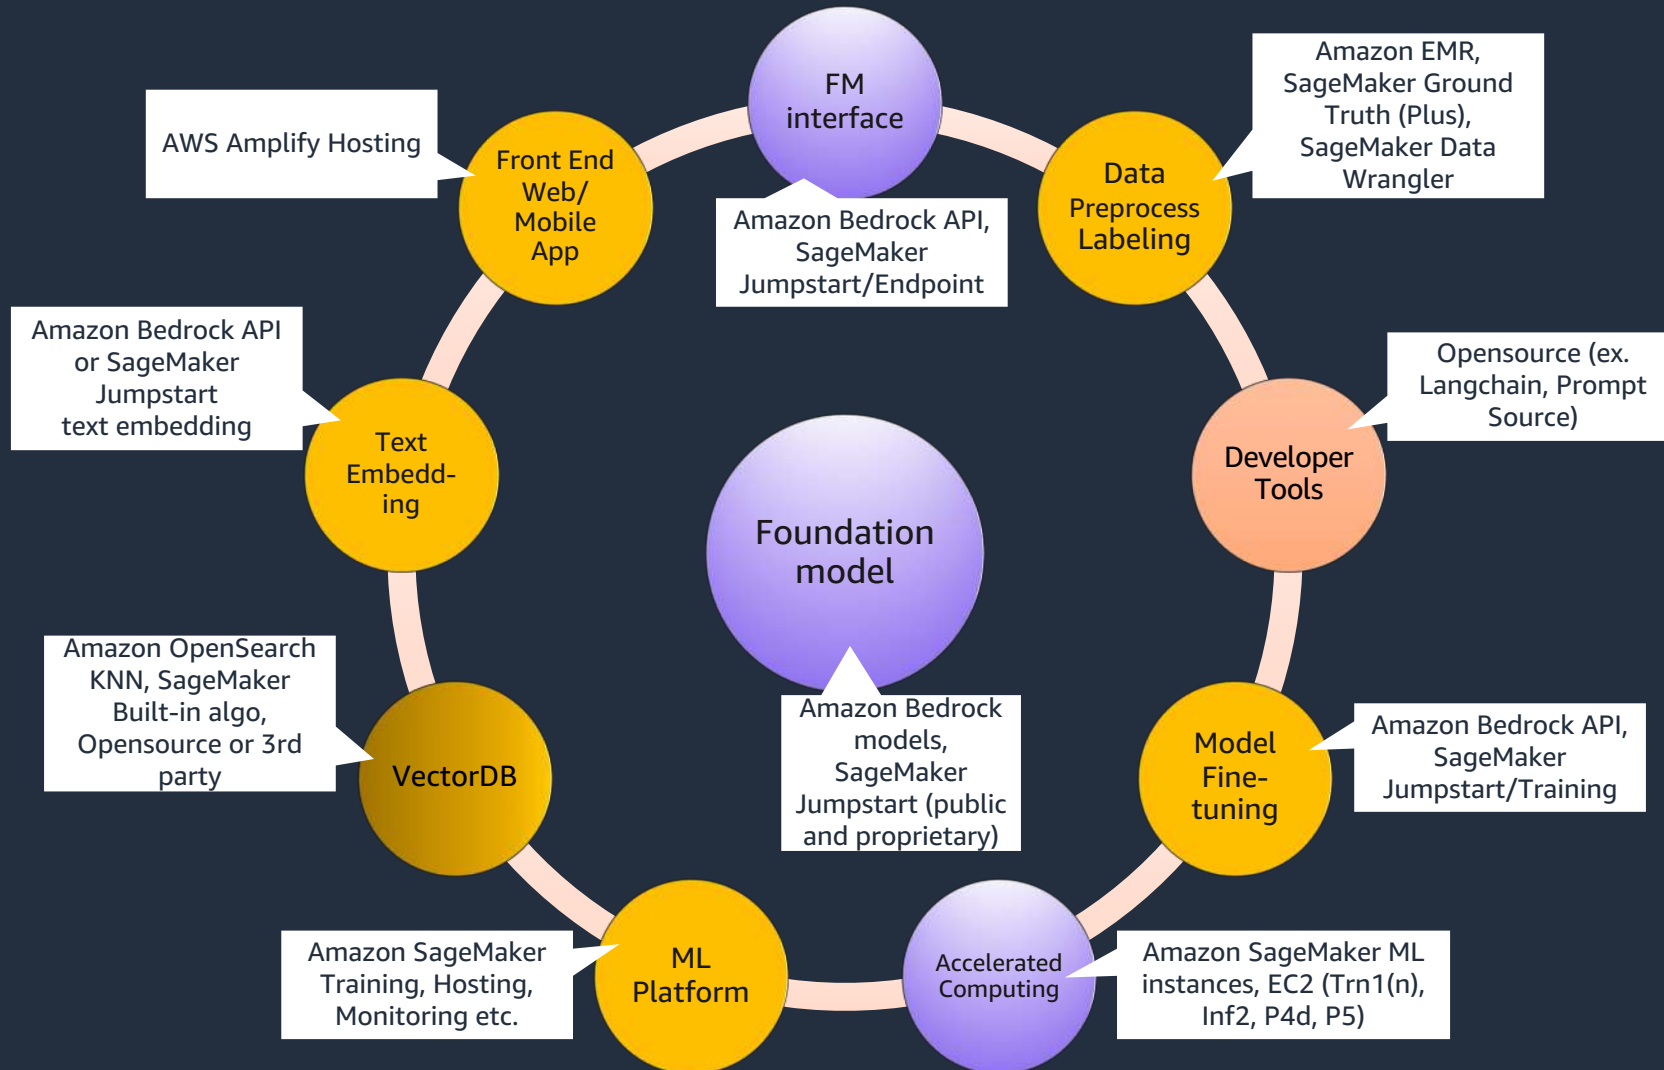 FM
interface
Amazon Bedrock API,
SageMaker
Jumpstart/Endpoint
Amazon EMR,
SageMaker Ground
Truth (Plus),
SageMaker Data
Wrangler
Data
Preprocess
Labeling
Opensource (ex.
Langchain, Prompt
Source)
Developer
Tools
Model
Fine-
tuning
Amazon Bedrock API,
SageMaker
Jumpstart/Training
Accelerated
Computing
Amazon SageMaker ML
instances, EC2 (Trn1(n),
Inf2, P4d, P5)
ML
Platform
Amazon SageMaker
Training, Hosting,
Monitoring etc.
VectorDB
Amazon OpenSearch
KNN, SageMaker
Built-in algo,
Opensource or 3rd
party
Text
Embedd-
ing
Amazon Bedrock API
or SageMaker
Jumpstart
text embedding
Front End
Web/
Mobile
App
AWS Amplify Hosting
Foundation
model
Amazon Bedrock
models,
SageMaker
Jumpstart (public
and proprietary)